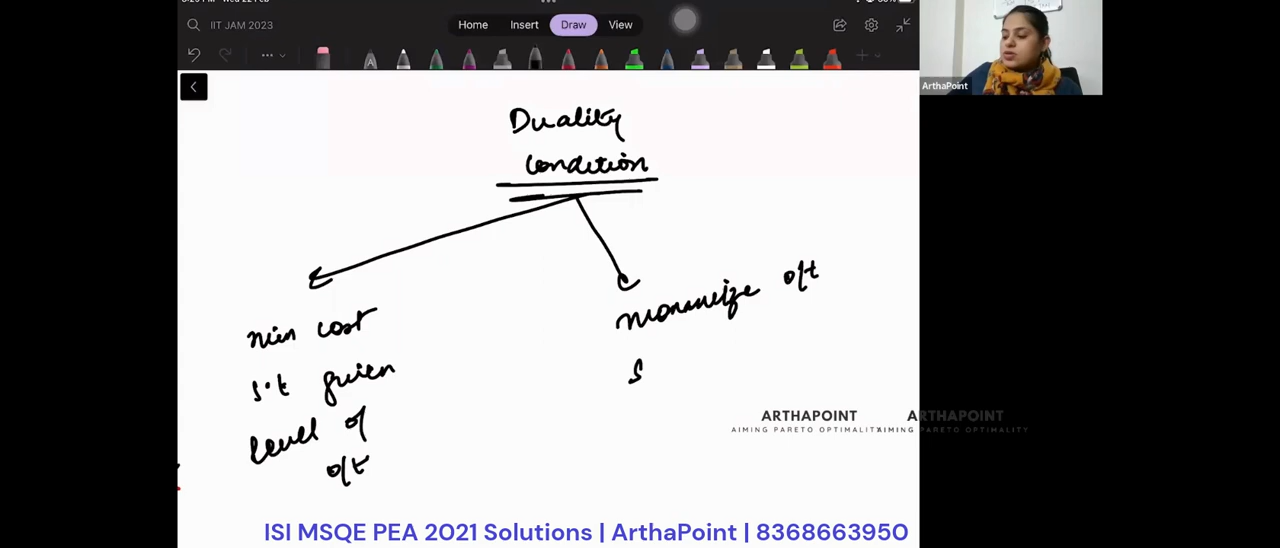 IIT JAM 2023
Home Insert Draw View
A
ArthaPoint
Duality
Condition
min cost
s.t given
level of
o/t
maximize o/t
s
ARTHAPOINT ARTHAPOINT
AIMING PARETO OPTIMALITY AIMING PARETO OPTIMALITY
ISI MSQE PEA 2021 Solutions | ArthaPoint | 8368663950